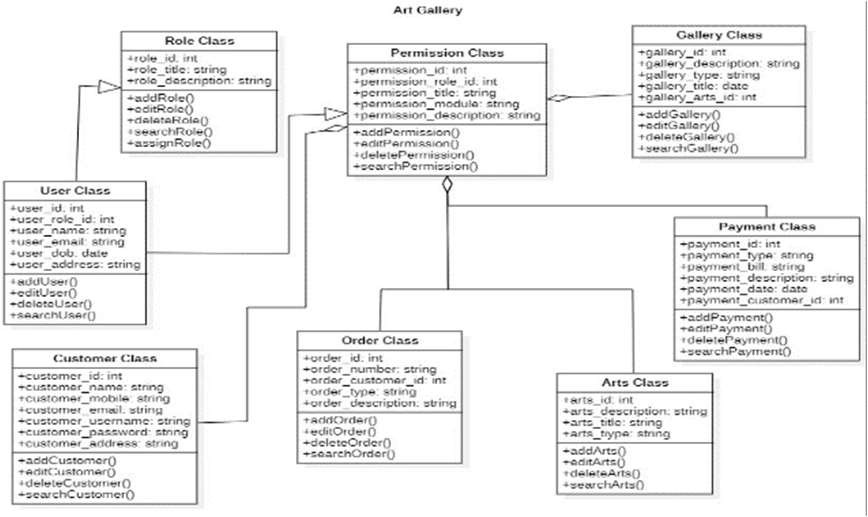 Art Gallery
Role Class
+role_id: int
+role_title: string
+role_description: string
+addRole()
+editRole()
+deleteRole()
+searchRole()
+assignRole()
Permission Class
+permission_id: int
+permission_role_id: int
+permission_title: string
+permission_module: string
+permission_description: string
+addPermission()
+editPermission()
+deletePermission()
+searchPermission()
Gallery Class
+gallery_id: int
+gallery_description: string
+gallery_type: string
+gallery_title: date
+gallery_arts_id: int
+addGallery()
+editGallery()
+deleteGallery()
+searchGallery()
User Class
+user_id: int
+user_role_id: int
+user_name: string
+user_email: string
+user_dob: date
+user_address: string
+addUser()
+editUser()
+deleteUser()
+searchUser()
Payment Class
+payment_id: int
+payment_type: string
+payment_bill: string
+payment_description: string
+payment_date: date
+payment_customer_id: int
+addPayment()
+editPayment()
+deletePayment()
+searchPayment()
Customer Class
+customer_id: int
+customer_name: string
+customer_mobile: string
+customer_email: string
+customer_username: string
+customer_password: string
+customer_address: string
+addCustomer()
+editCustomer()
+deleteCustomer()
+searchCustomer()
Order Class
+order_id: int
+order_number: string
+order_customer_id: int
+order_type: string
+order_description: string
+addOrder()
+editOrder()
+deleteOrder()
+searchOrder()
Arts Class
+arts_id: int
+arts_description: string
+arts_title: string
+arts_type: string
+addArts()
+editArts()
+deleteArts()
+searchArts()